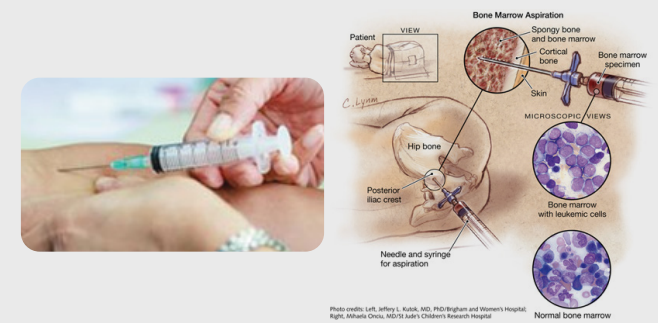 Bone Marrow Aspiration
VIEW
Patient
Spongy bone
and bone marrow
Cortical
bone
Bone marrow
specimen
Skin
C. Lynm
MICROSCOPIC VIEWS
Hip bone
Posterior
iliac crest
Bone marrow
with leukemic cells
Needle and syringe
for aspiration
Normal bone marrow
Photo credits: Left, Jeffery L. Kutok, MD, PhD/Brigham and Women's Hospital;
Right, Mihaela Onciu, MD/St Jude's Children's Research Hospital